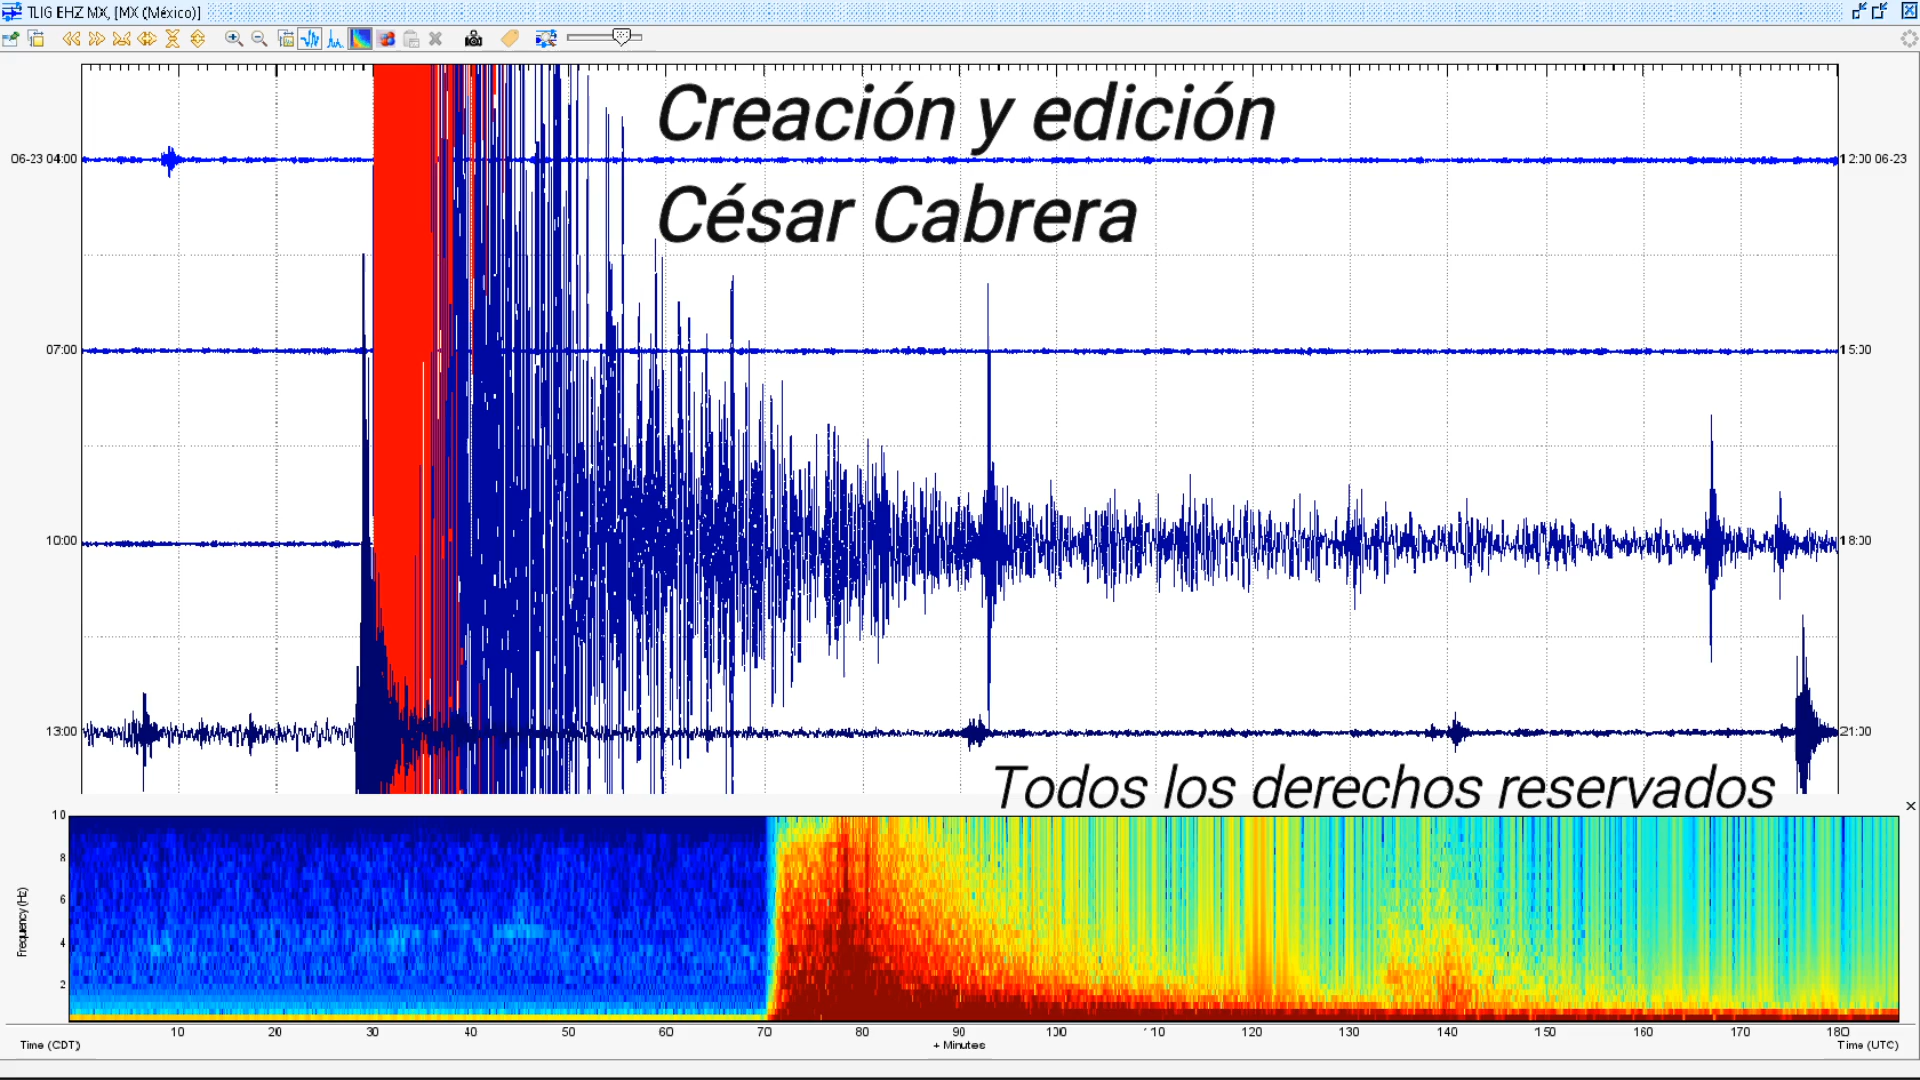 TLIG EHZ MX, [MX (México)]
Creación y edición
César Cabrera
06-23 04:00
12:00 06-23
07:00
15:00
10:00
18:00
13:00
21:00
Todos los derechos reservados
10
8
6
4
2
Frequency (Hz)
10 20 30 40 50 60 70 80 90 100 110 120 130 140 150 160 170 180
Time (CDT)
+ Minutes
Time (UTC)